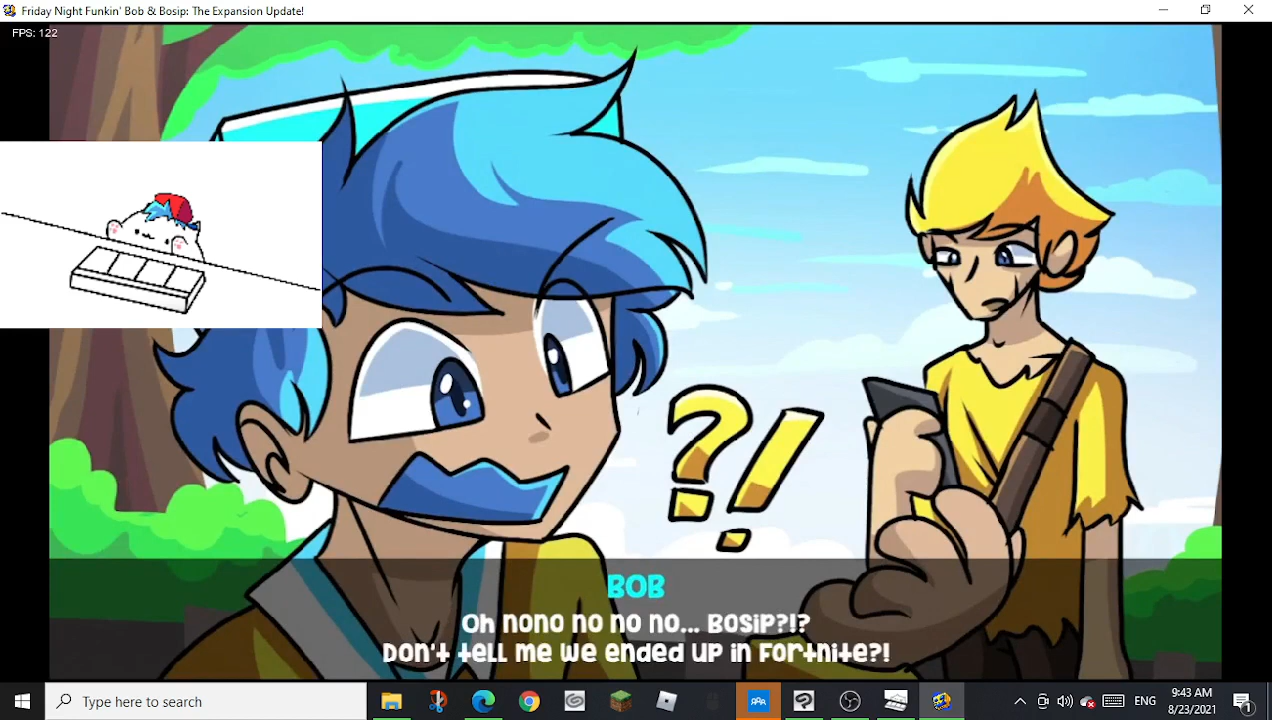 Friday Night Funkin' Bob & Bosip: The Expansion Update!
FPS: 122
?!
BOB
Oh nono no no no... Bosip?!?
Don't tell me we ended up in Fortnite?!
Type here to search
ENG
9:43 AM
8/23/2021
1